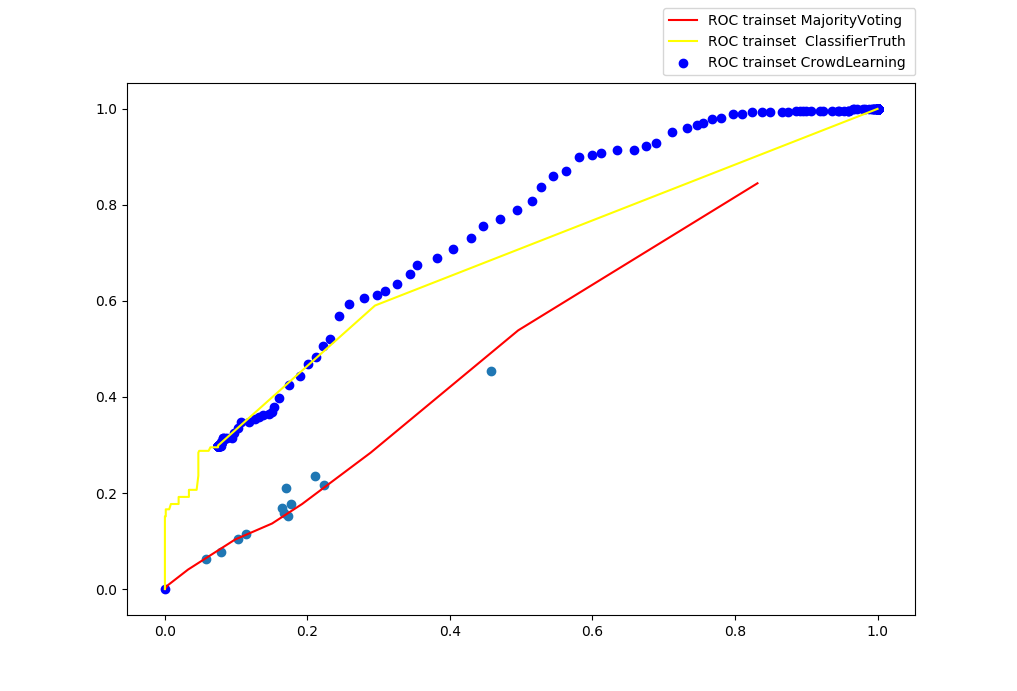 ROC trainset MajorityVoting
ROC trainset  ClassifierTruth
ROC trainset CrowdLearning
1.0
0.8
0.6
0.4
0.2
0.0
0.0 0.2 0.4 0.6 0.8 1.0